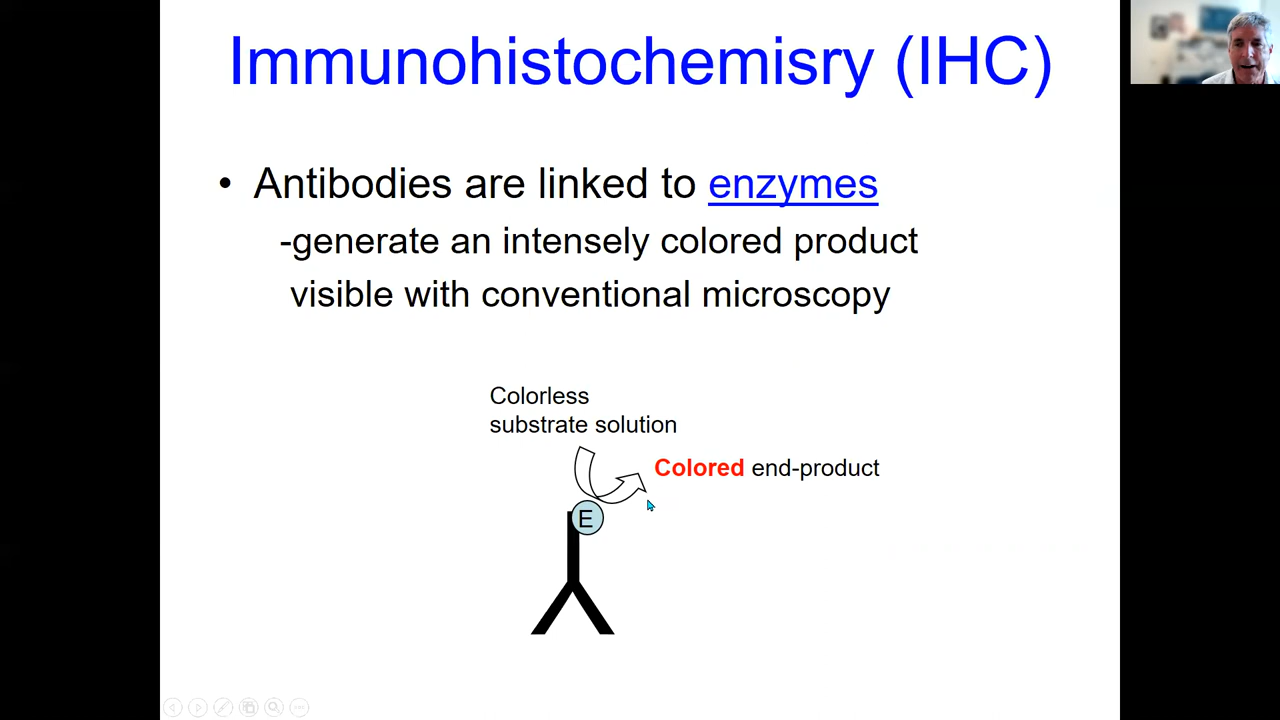 Immunohistochemisry (IHC)
• Antibodies are linked to enzymes
-generate an intensely colored product
visible with conventional microscopy
Colorless
substrate solution
Colored end-product
E